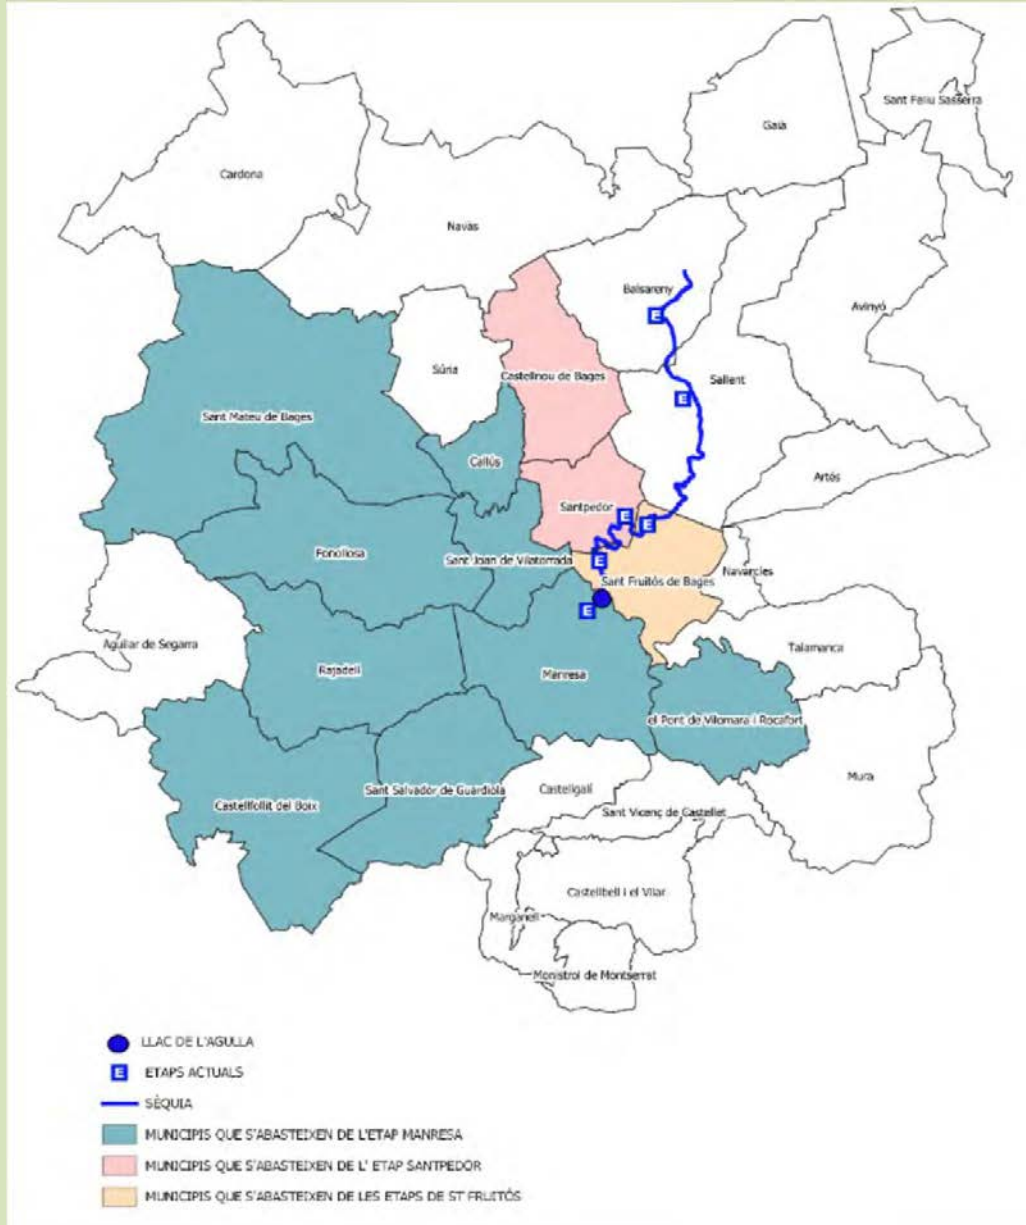 Gaià
Sant Feliu Sasserra
Cardona
Navàs
Balsareny
Avinyó
Súria
Castellnou de Bages
Sallent
Sant Mateu de Bages
Callús
Artés
Santpedor
Fonollosa
Sant Joan de Vilatorrada
Navarcles
Sant Fruitós de Bages
Aguilar de Segarra
Talamanca
Rajadell
Manresa
el Pont de Vilomara i Rocafort
Mura
Castellfollit del Boix
Sant Salvador de Guardiola
Castellgalí
Sant Vicenç de Castellet
Castellbell i el Vilar
Marganell
Monistrol de Montserrat
E
E
E
E
E
E
LLAC DE L'AGULLA
E ETAPS ACTUALS
SÈQUIA
MUNICIPIS QUE S'ABASTEIXEN DE L'ETAP MANRESA
MUNICIPIS QUE S'ABASTEIXEN DE L' ETAP SANTPEDOR
MUNICIPIS QUE S'ABASTEIXEN DE LES ETAPS DE ST FRUITÓS